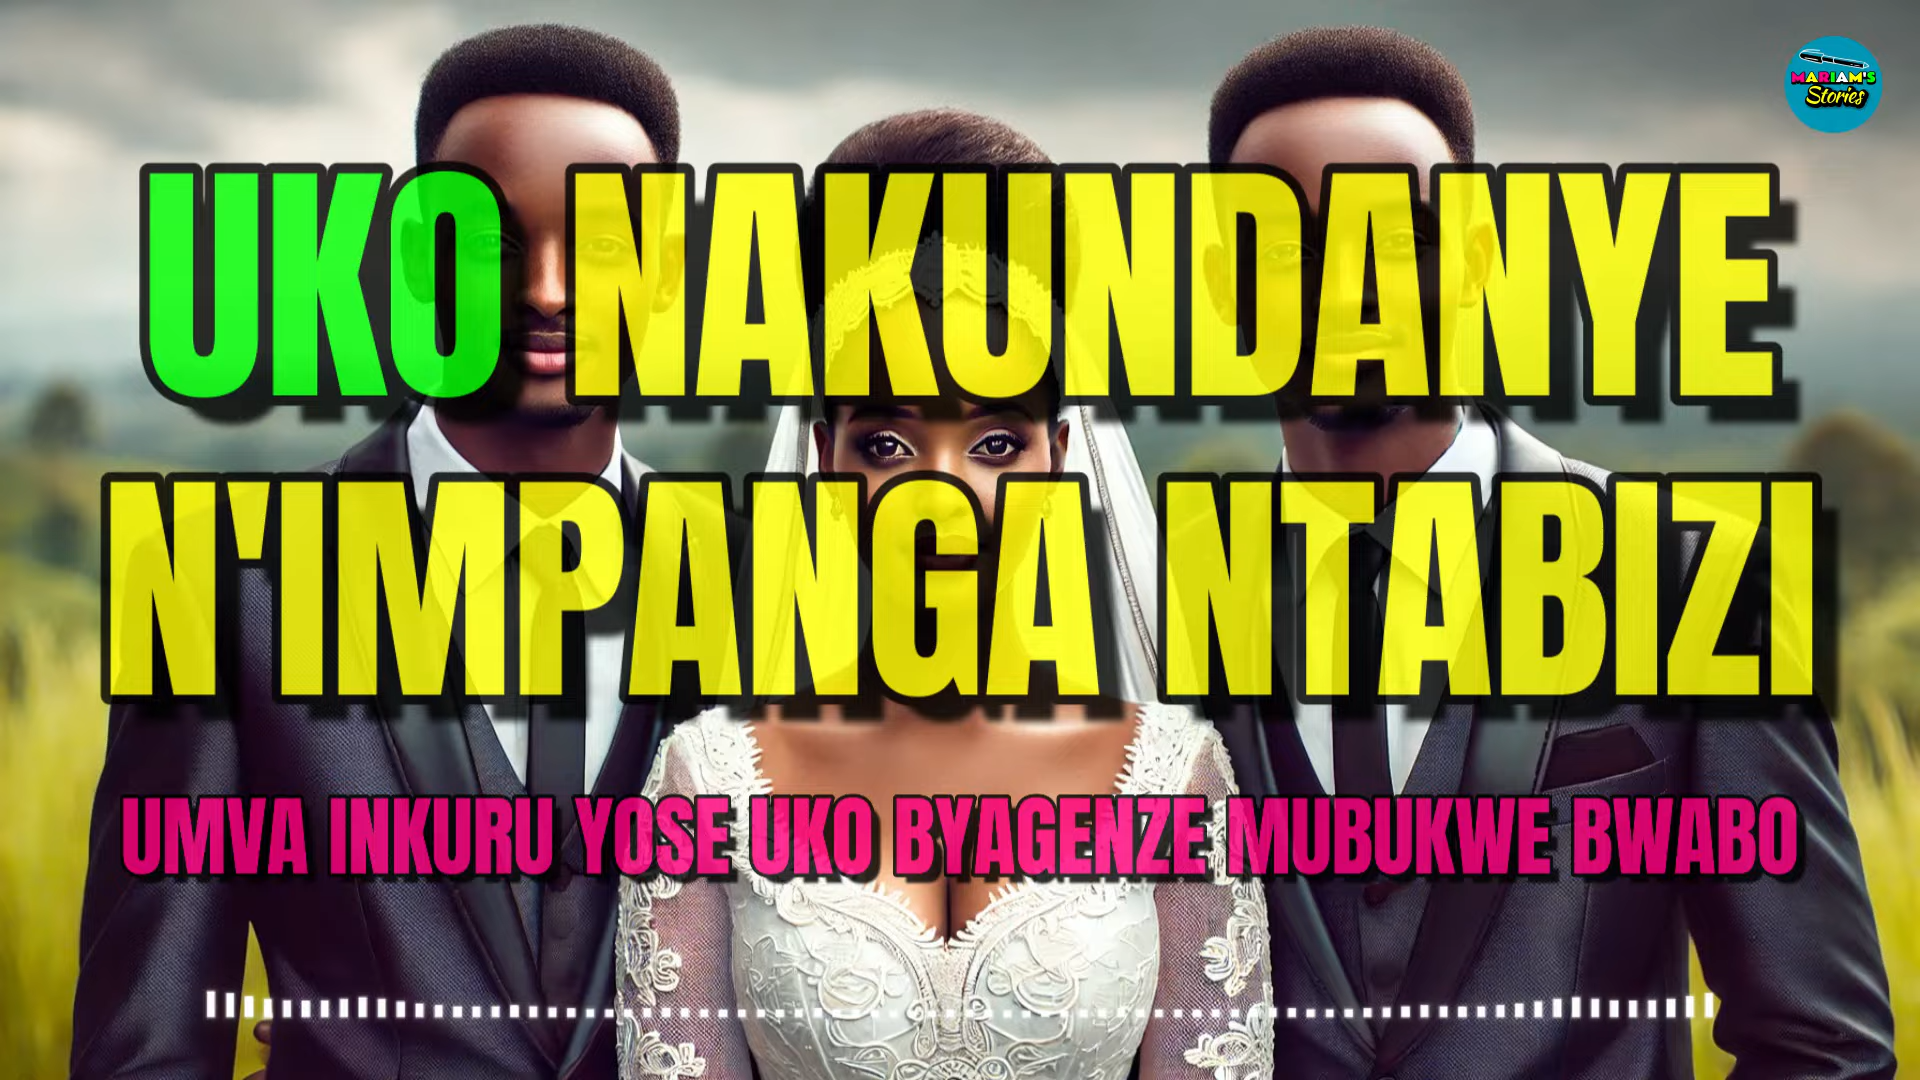 MARIAM'S
Stories
UKO NAKUNDANYE
N'IMPANGA NTABIZI
UMVA INKURU YOSE UKO BYAGENZE MUBUKWE BWABO